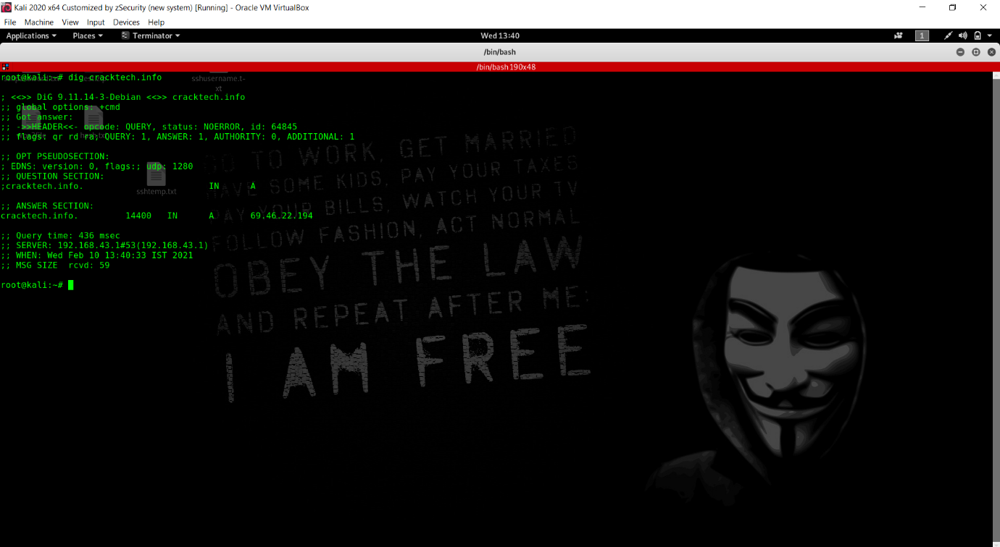 Kali 2020 x64 Customized by zSecurity (new system) [Running] - Oracle VM VirtualBox
File Machine View Input Devices Help
Applications Places Terminator Wed 13:40 1
/bin/bash
/bin/bash 190x48
root@kali:~# dig cracktech.info
sshusername.t-
xt
; <<>> DiG 9.11.14-3-Debian <<>> cracktech.info
;; global options: +cmd
;; Got answer:
;; ->>HEADER<<- opcode: QUERY, status: NOERROR, id: 64845
;; flags: qr rd ra; QUERY: 1, ANSWER: 1, AUTHORITY: 0, ADDITIONAL: 1
;; OPT PSEUDOSECTION:
; EDNS: version: 0, flags:; udp: 1280
;; QUESTION SECTION:
;cracktech.info. IN A
sshtemp.txt
;; ANSWER SECTION:
cracktech.info. 14400 IN A 69.46.22.194
;; Query time: 436 msec
;; SERVER: 192.168.43.1#53(192.168.43.1)
;; WHEN: Wed Feb 10 13:40:33 IST 2021
;; MSG SIZE rcvd: 59
root@kali:~#
GO TO WORK, GET MARRIED
HAVE SOME KIDS, PAY YOUR TAXES
PAY YOUR BILLS, WATCH YOUR TV
FOLLOW FASHION, ACT NORMAL
OBEY THE LAW
AND REPEAT AFTER ME:
I AM FREE